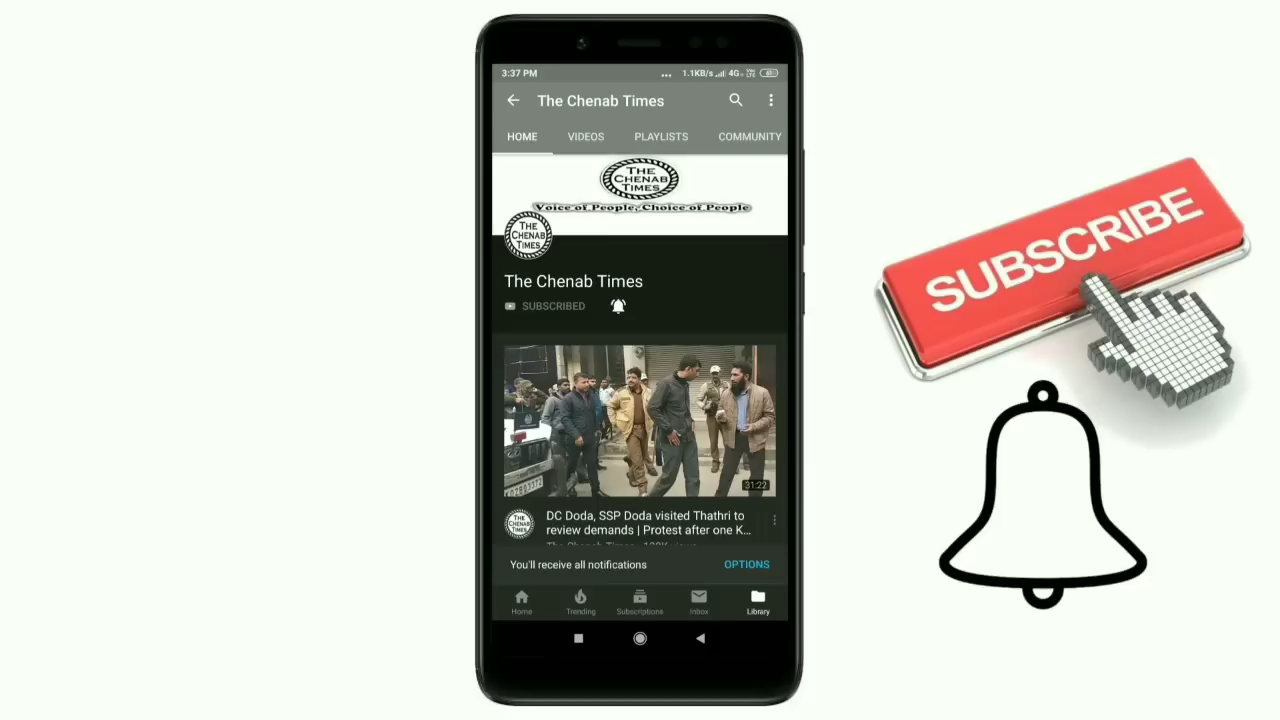 3:37 PM
... 1.1KB/s 4G
The Chenab Times
HOME VIDEOS PLAYLISTS COMMUNITY
THE
CHENAB
TIMES
Voice of People, Choice of People
THE
CHENAB
TIMES
The Chenab Times
SUBSCRIBED
31:22
THE
CHENAB
TIMES
DC Doda, SSP Doda visited Thathri to
review demands | Protest after one K...
You'll receive all notifications OPTIONS
Home Trending Subscriptions Inbox Library
SUBSCRIBE